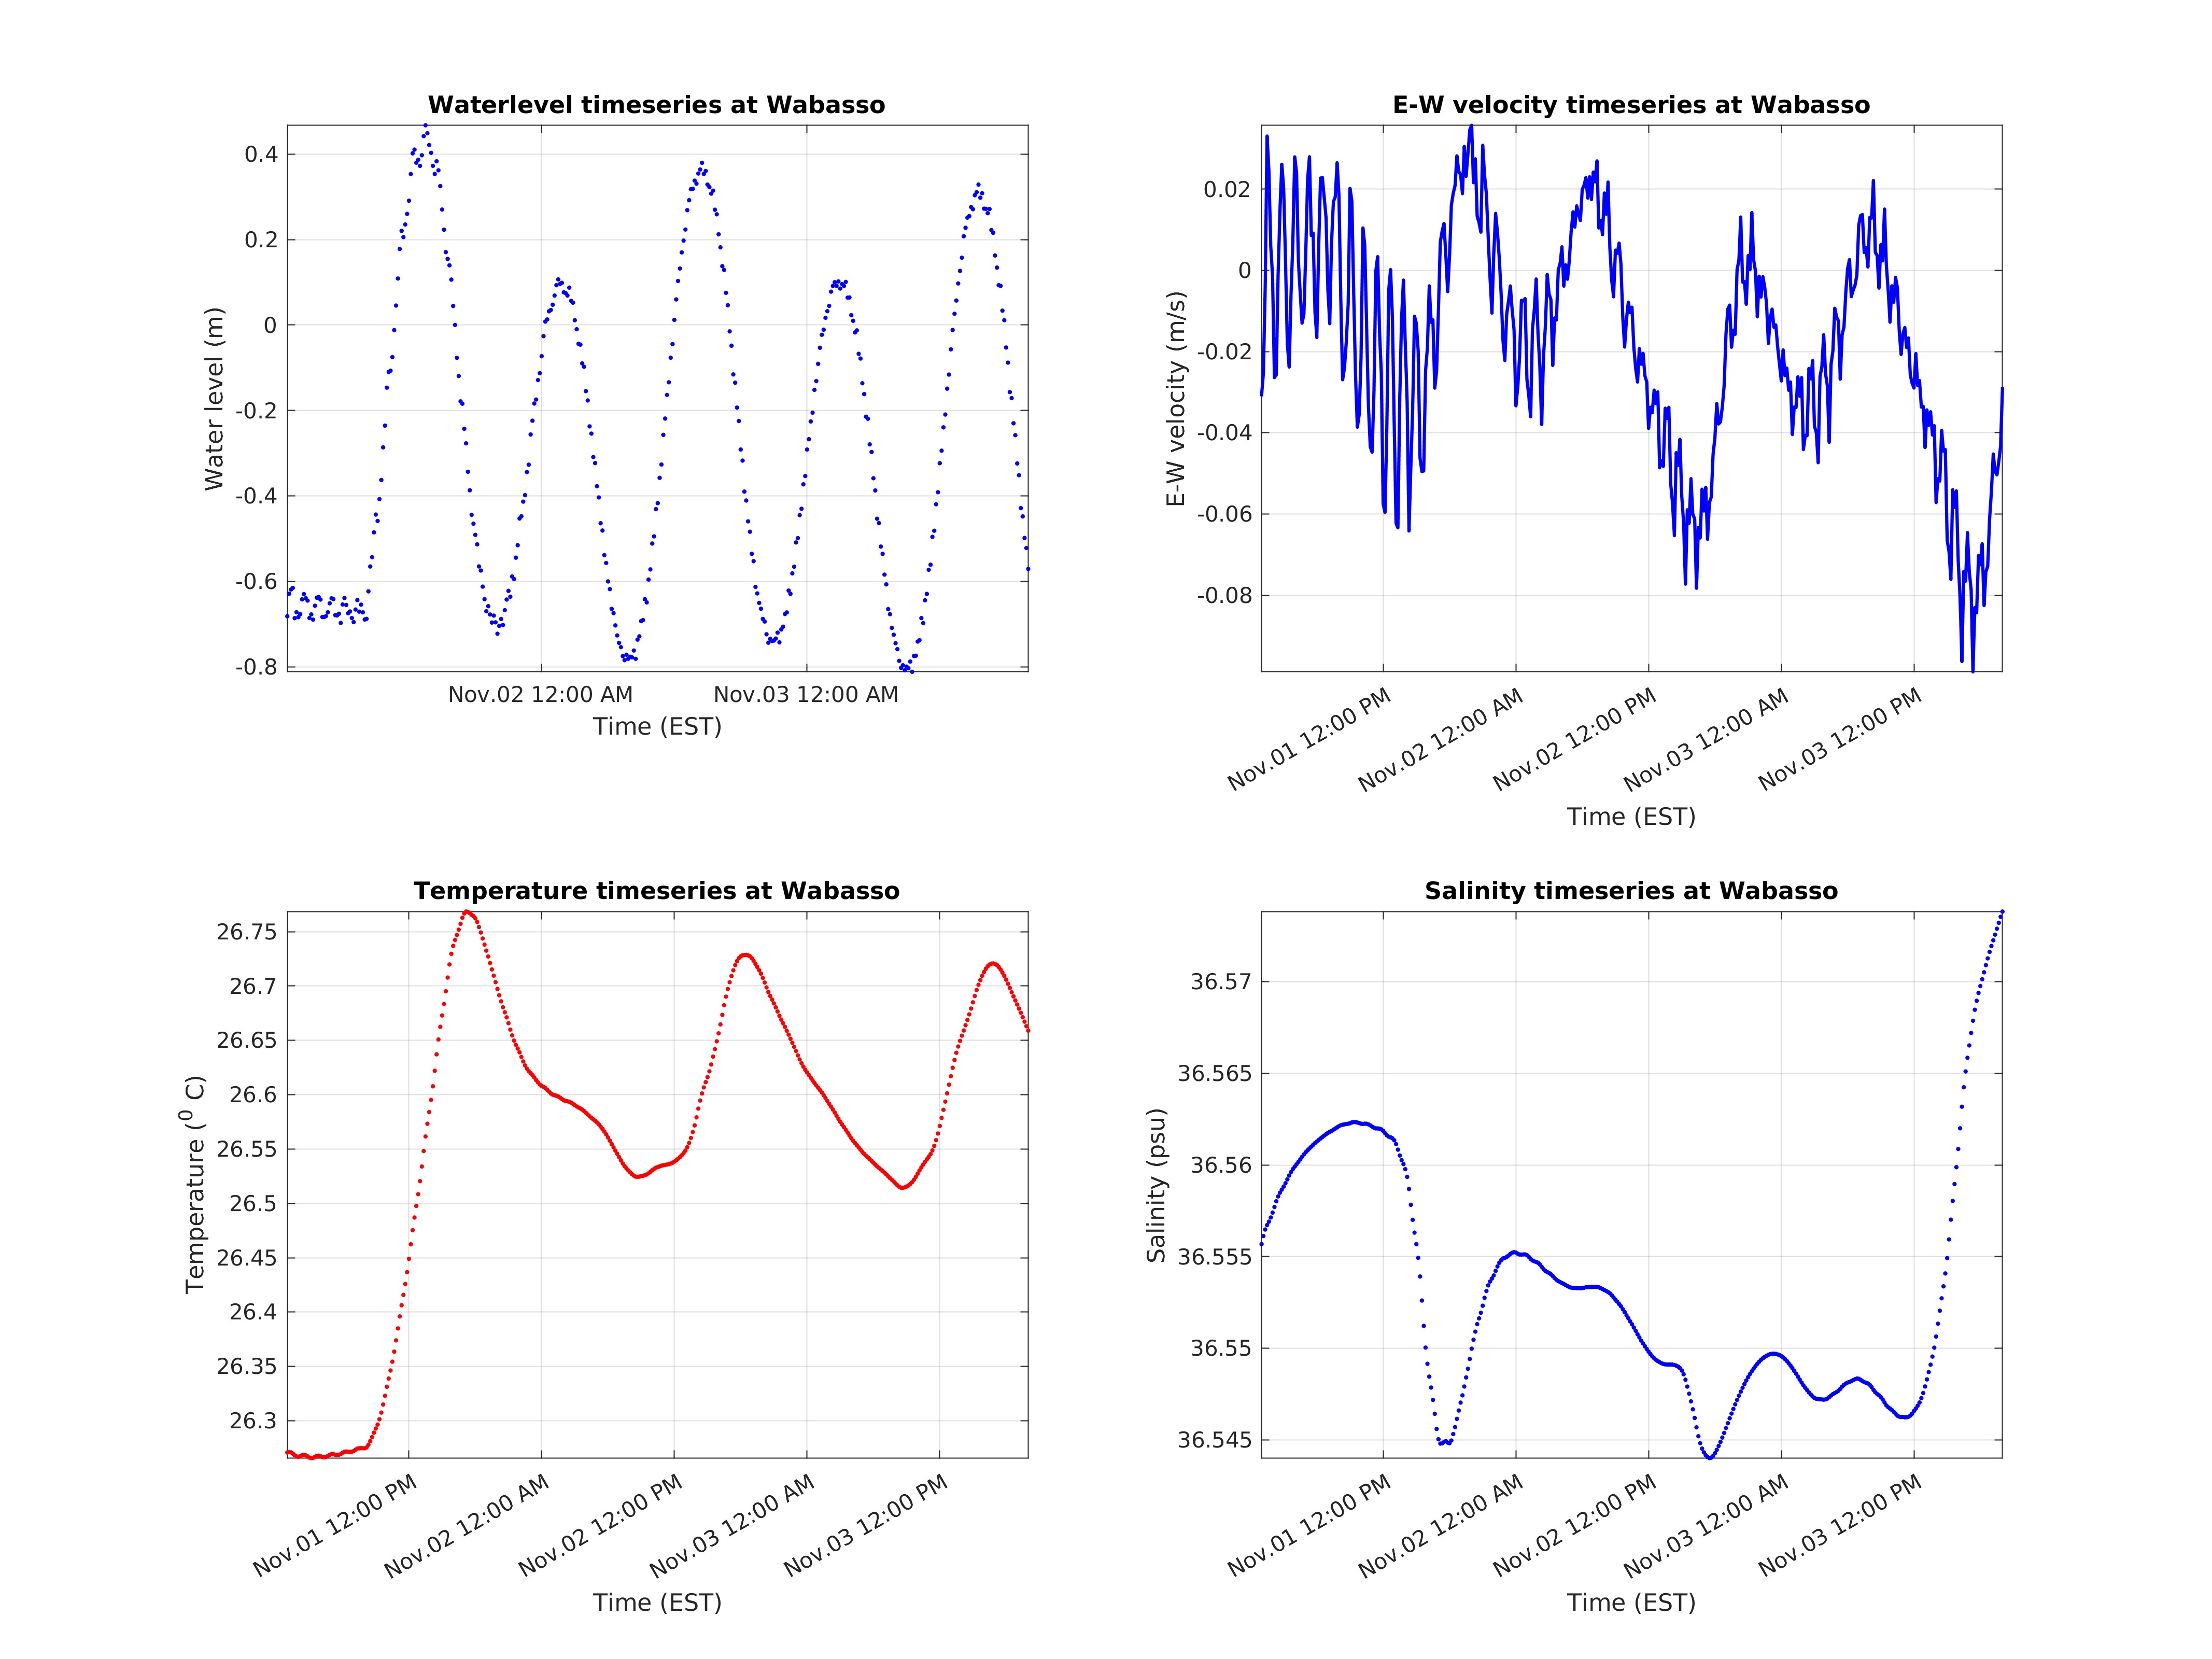 Waterlevel timeseries at Wabasso
0.4
0.2
0
-0.2
-0.4
-0.6
-0.8
Water level (m)
Nov.02 12:00 AM Nov.03 12:00 AM
Time (EST)
E-W velocity timeseries at Wabasso
0.02
0
-0.02
-0.04
-0.06
-0.08
E-W velocity (m/s)
Nov.01 12:00 PM
Nov.02 12:00 AM
Nov.02 12:00 PM
Nov.03 12:00 AM
Nov.03 12:00 PM
Time (EST)
Temperature timeseries at Wabasso
26.75
26.7
26.65
26.6
26.55
26.5
26.45
26.4
26.35
26.3
Temperature (⁰ C)
Nov.01 12:00 PM
Nov.02 12:00 AM
Nov.02 12:00 PM
Nov.03 12:00 AM
Nov.03 12:00 PM
Time (EST)
Salinity timeseries at Wabasso
36.57
36.565
36.56
36.555
36.55
36.545
Salinity (psu)
Nov.01 12:00 PM
Nov.02 12:00 AM
Nov.02 12:00 PM
Nov.03 12:00 AM
Nov.03 12:00 PM
Time (EST)